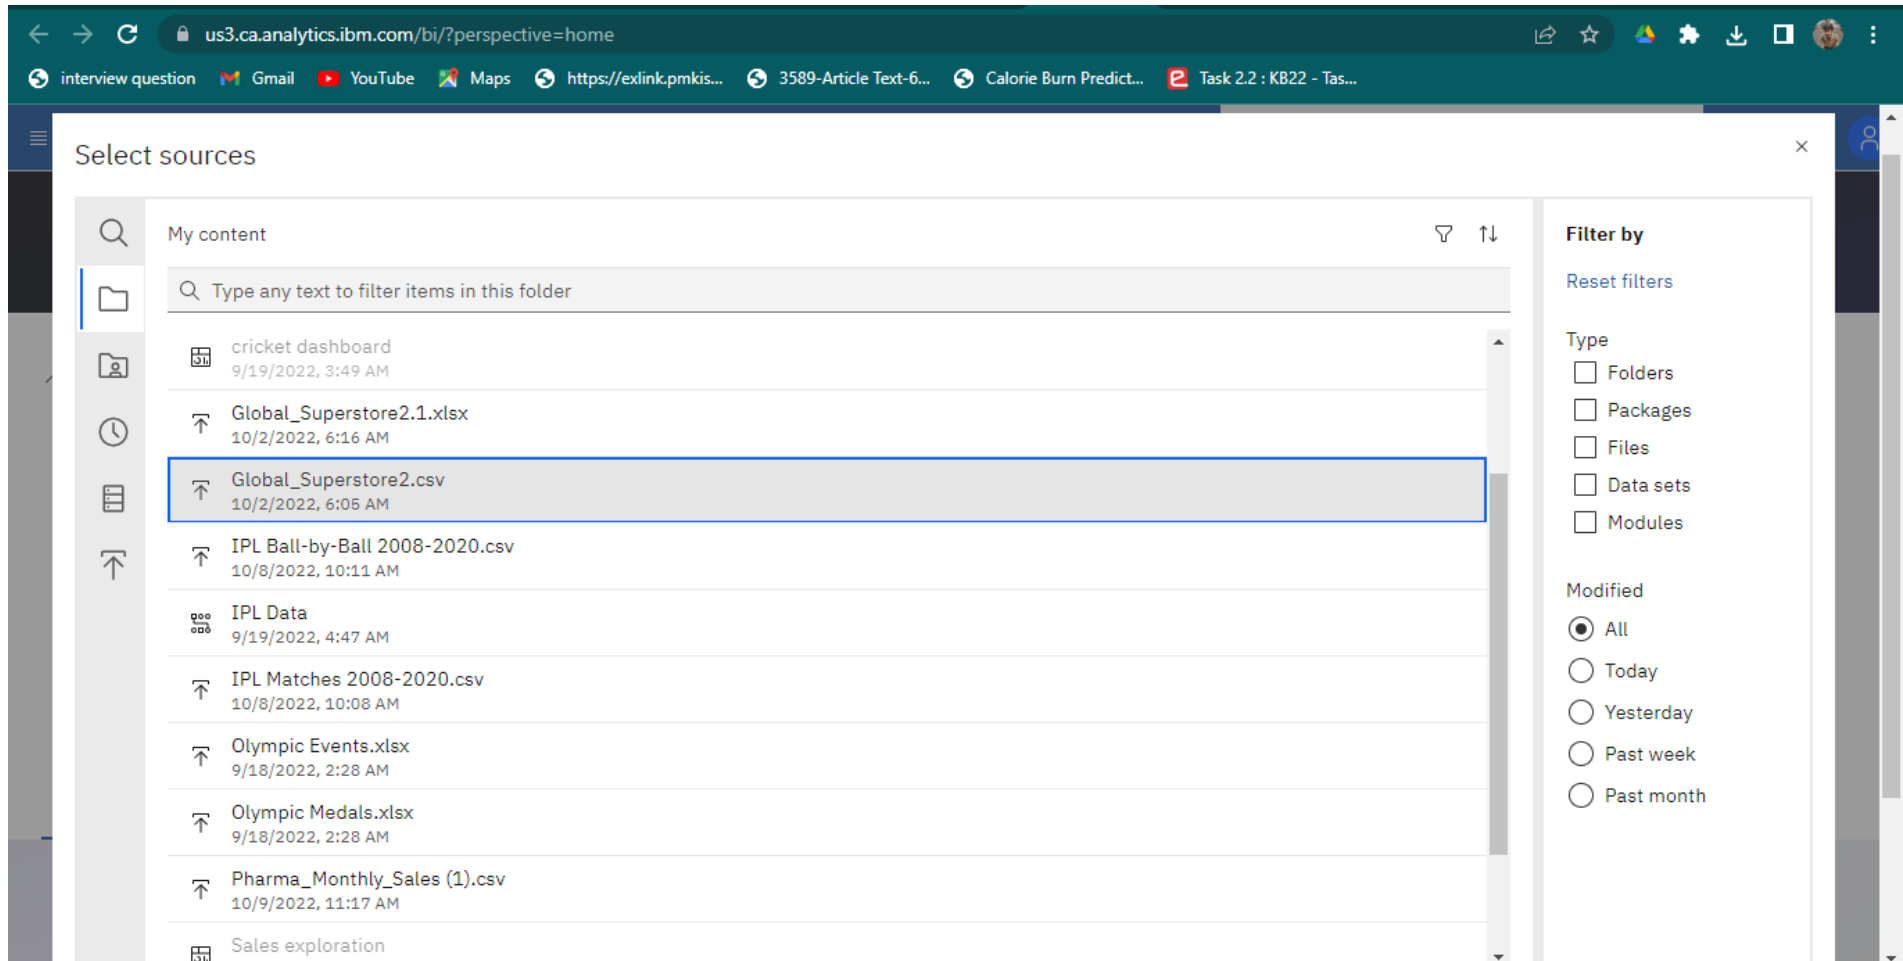 us3.ca.analytics.ibm.com/bi/?perspective=home
interview question Gmail YouTube Maps https://exlink.pmkis... 3589-Article Text-6... Calorie Burn Predict... Task 2.2 : KB22 - Tas...
Select sources
My content
Type any text to filter items in this folder
cricket dashboard
9/19/2022, 3:49 AM
Global_Superstore2.1.xlsx
10/2/2022, 6:16 AM
Global_Superstore2.csv
10/2/2022, 6:05 AM
IPL Ball-by-Ball 2008-2020.csv
10/8/2022, 10:11 AM
IPL Data
9/19/2022, 4:47 AM
IPL Matches 2008-2020.csv
10/8/2022, 10:08 AM
Olympic Events.xlsx
9/18/2022, 2:28 AM
Olympic Medals.xlsx
9/18/2022, 2:28 AM
Pharma_Monthly_Sales (1).csv
10/9/2022, 11:17 AM
Sales exploration
Filter by
Reset filters
Type
Folders
Packages
Files
Data sets
Modules
Modified
All
Today
Yesterday
Past week
Past month